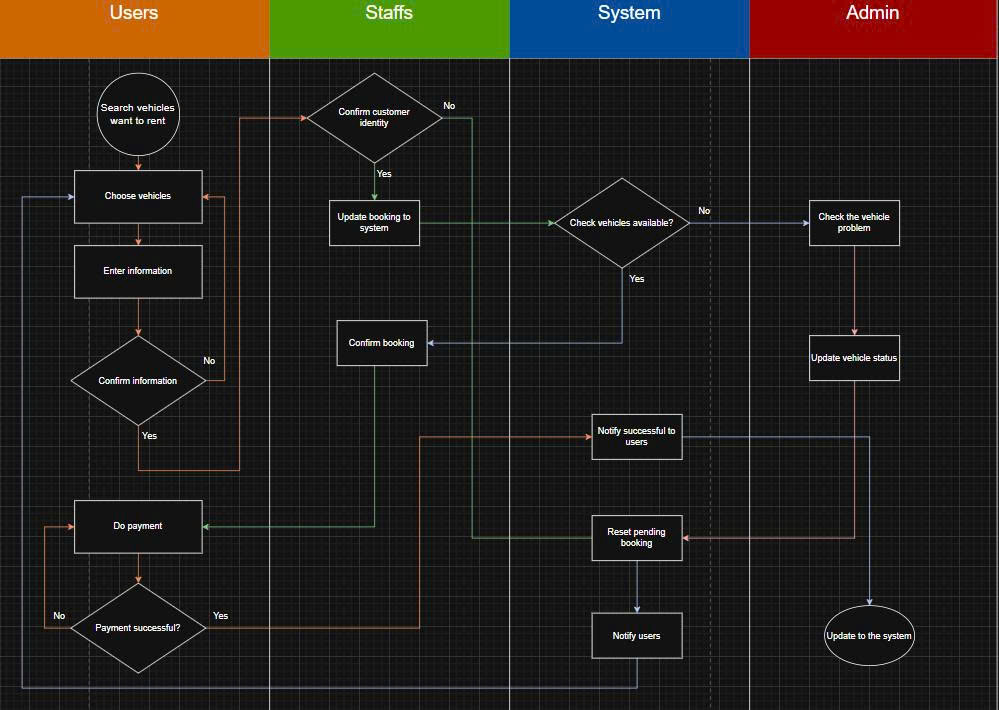 Users
Staffs
System
Admin
Search vehicles
want to rent
Choose vehicles
Enter information
Confirm information
No
Yes
Do payment
Payment successful?
No
Yes
Confirm customer
identity
No
Yes
Update booking to
system
Confirm booking
Check vehicles available?
No
Yes
Notify successful to
users
Reset pending
booking
Notify users
Check the vehicle
problem
Update vehicle status
Update to the system